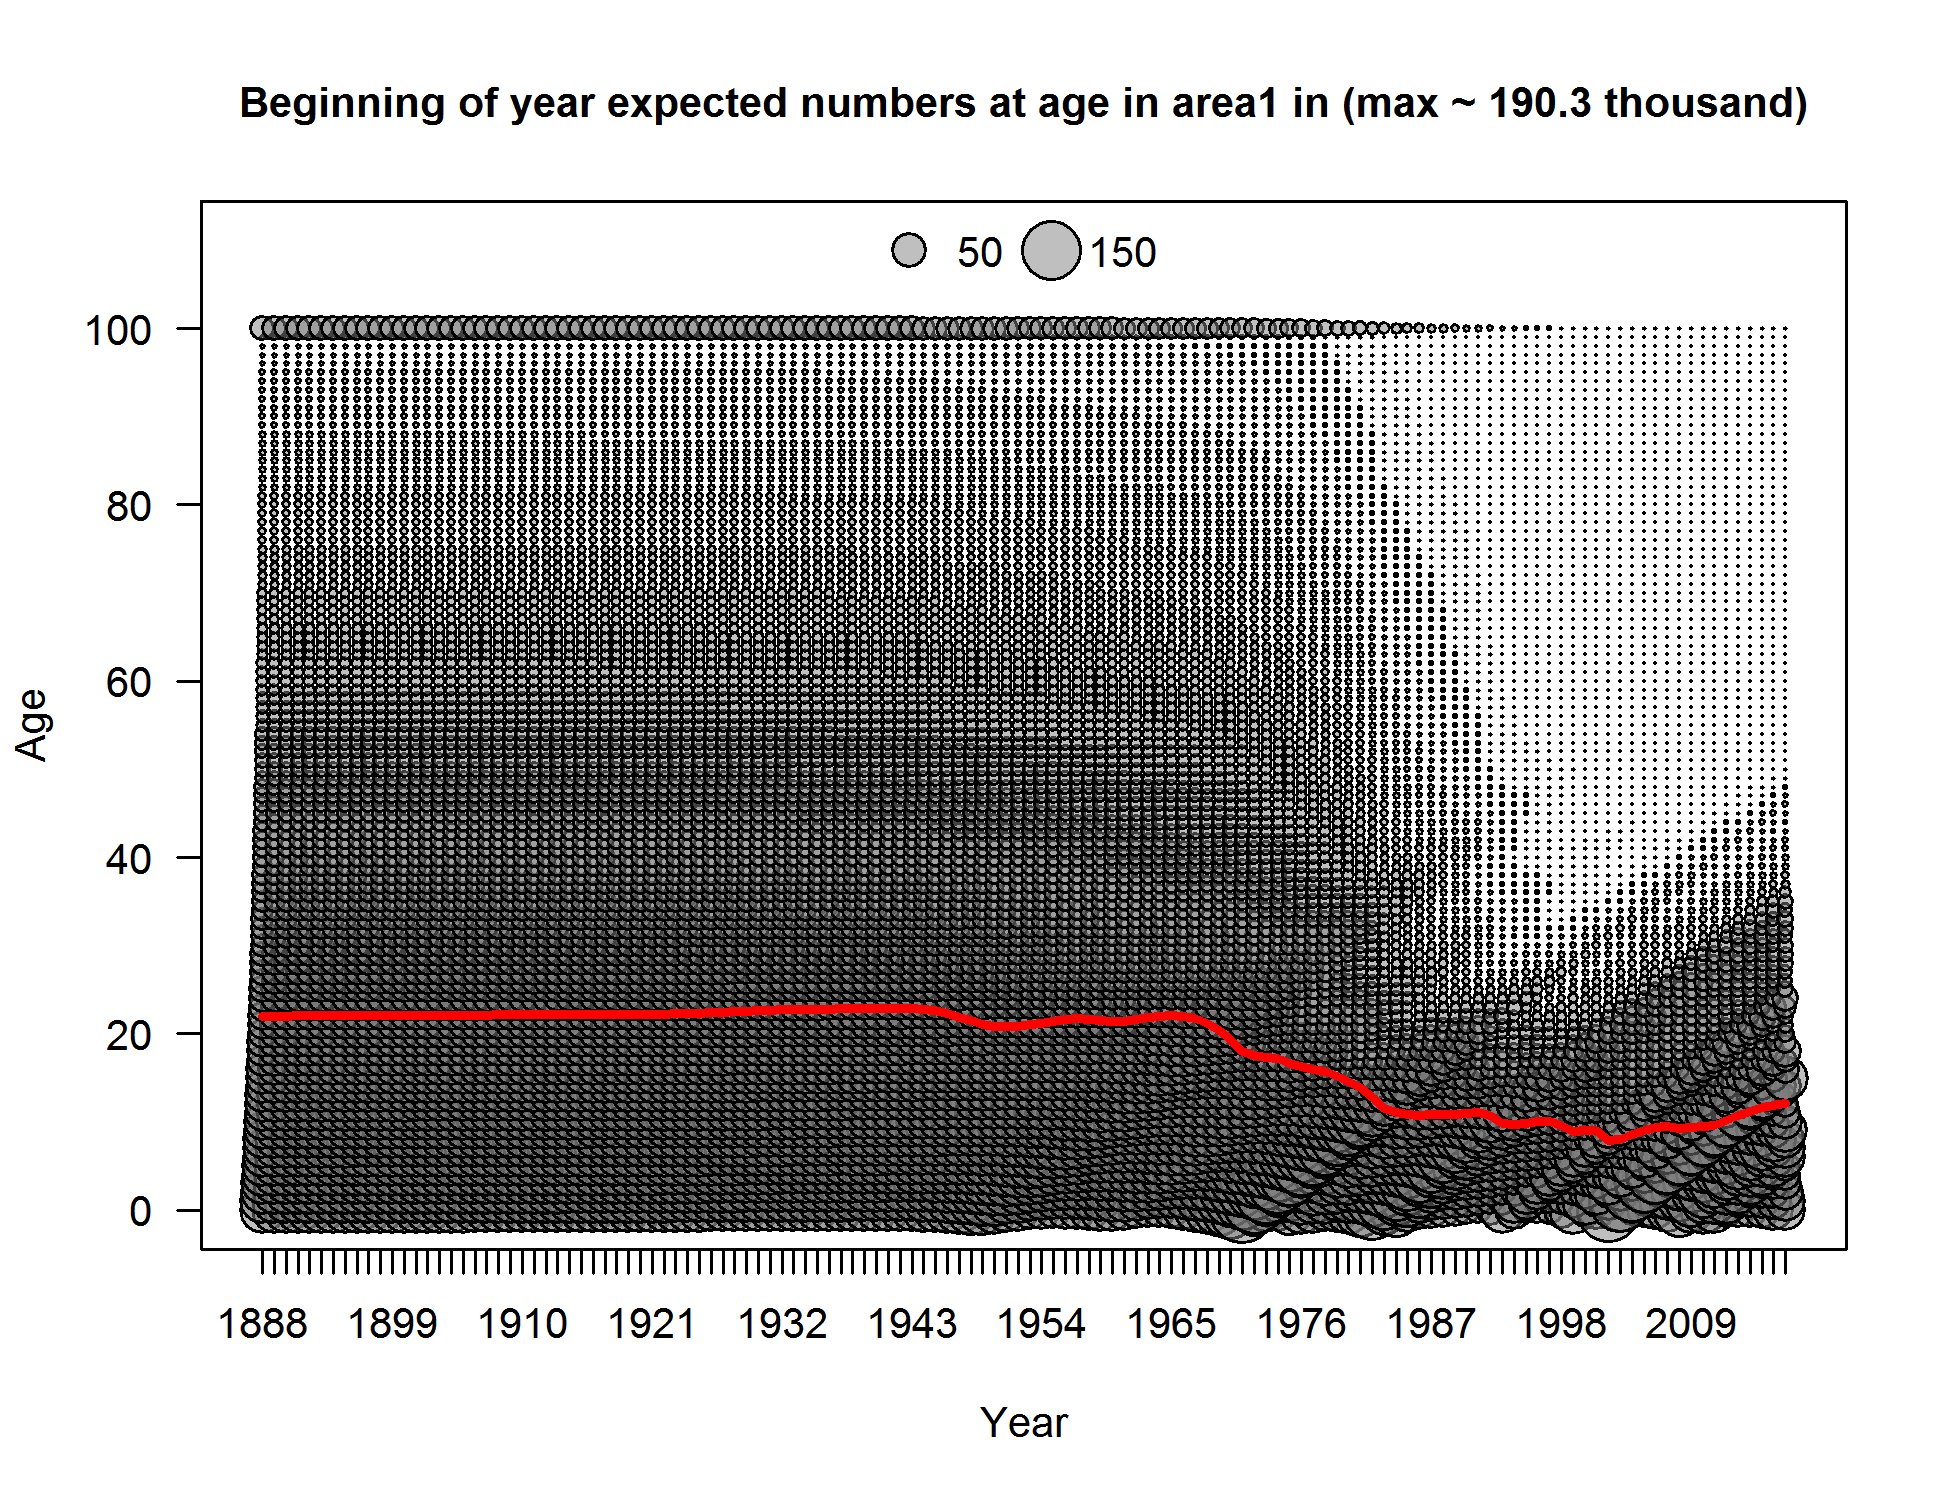 Beginning of year expected numbers at age in area1 in (max ~ 190.3 thousand)
50 150
100
80
60
40
20
0
Age
1888 1899 1910 1921 1932 1943 1954 1965 1976 1987 1998 2009
Year